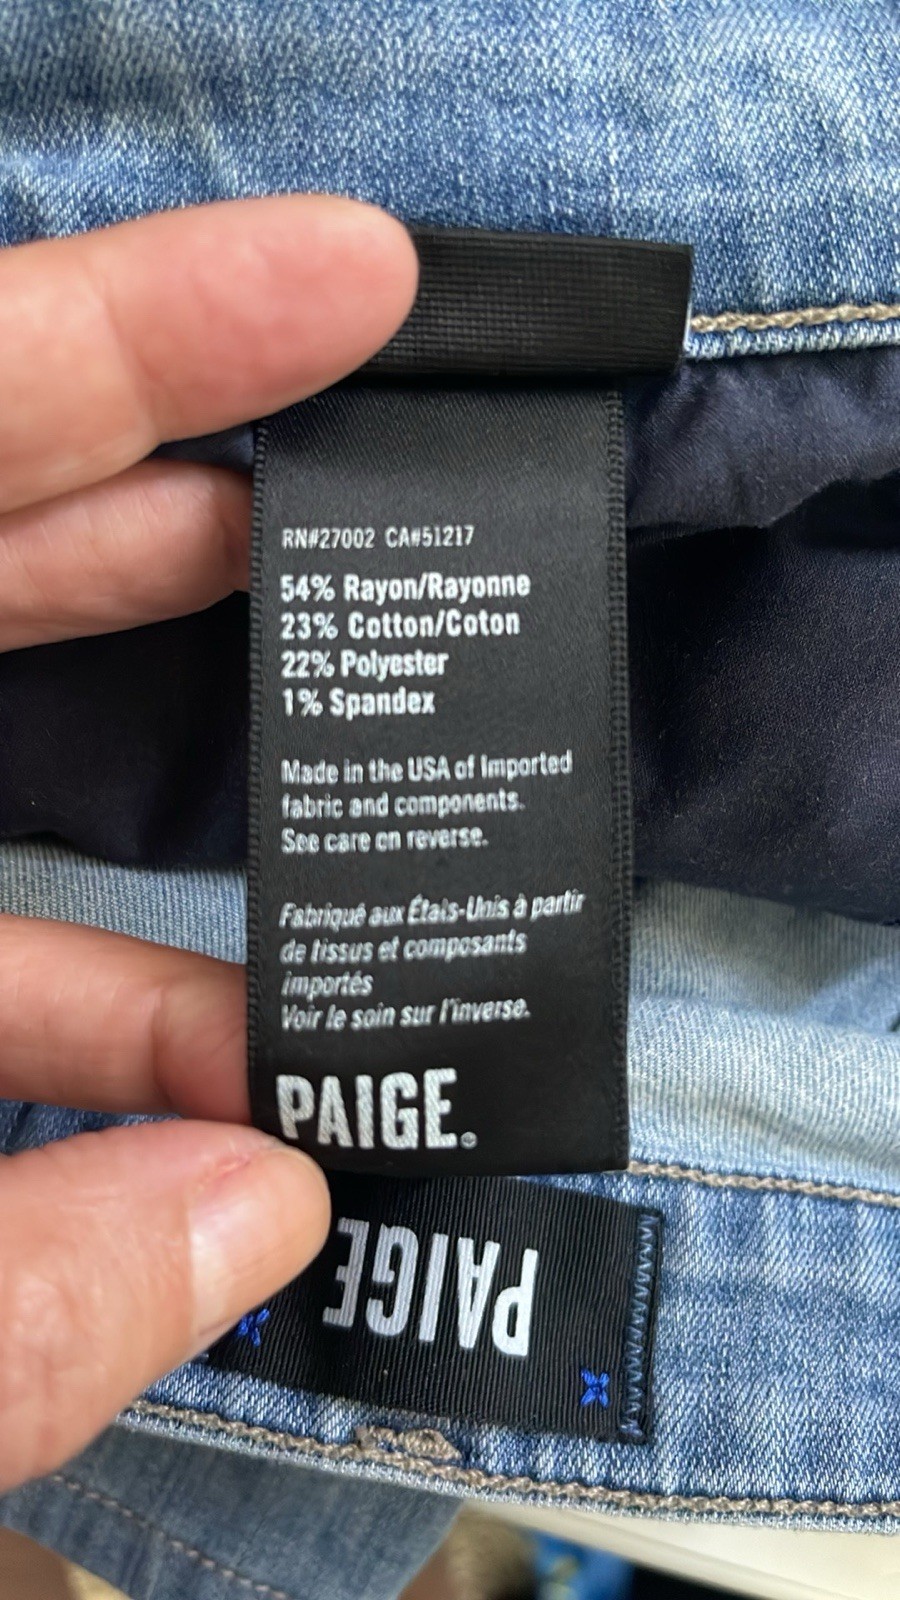 RN#27002 CA#51217
54% Rayon/Rayonne
23% Cotton/Coton
22% Polyester
1% Spandex
Made in the USA of Imported
fabric and components.
See care on reverse.
Fabriqué aux États-Unis à partir
de tissus et composants
importés
Voir le soin sur l'inverse.
PAIGE®
PAIGE